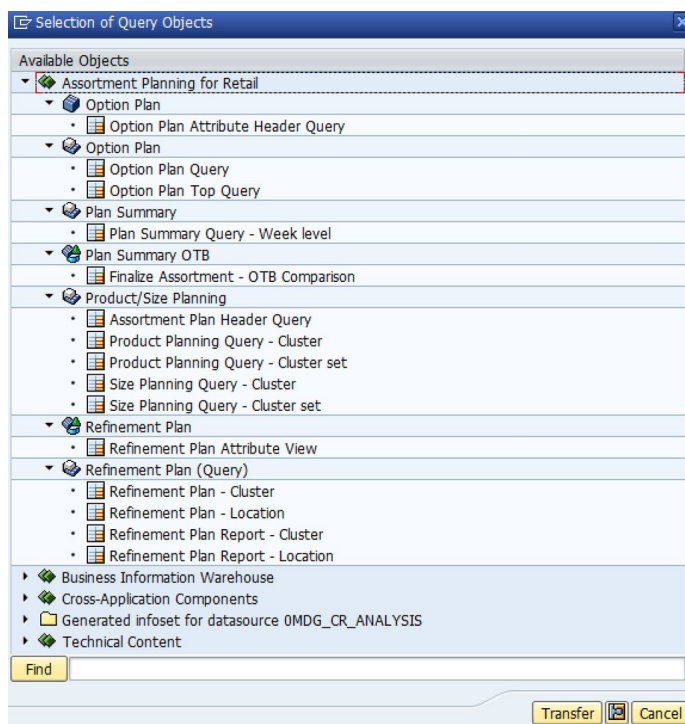 Selection of Query Objects
Available Objects
Assortment Planning for Retail
Option Plan
Option Plan Attribute Header Query
Option Plan
Option Plan Query
Option Plan Top Query
Plan Summary
Plan Summary Query - Week level
Plan Summary OTB
Finalize Assortment - OTB Comparison
Product/Size Planning
Assortment Plan Header Query
Product Planning Query - Cluster
Product Planning Query - Cluster set
Size Planning Query - Cluster
Size Planning Query - Cluster set
Refinement Plan
Refinement Plan Attribute View
Refinement Plan (Query)
Refinement Plan - Cluster
Refinement Plan - Location
Refinement Plan Report - Cluster
Refinement Plan Report - Location
Business Information Warehouse
Cross-Application Components
Generated infoset for datasource 0MDG_CR_ANALYSIS
Technical Content
Find
Transfer Cancel